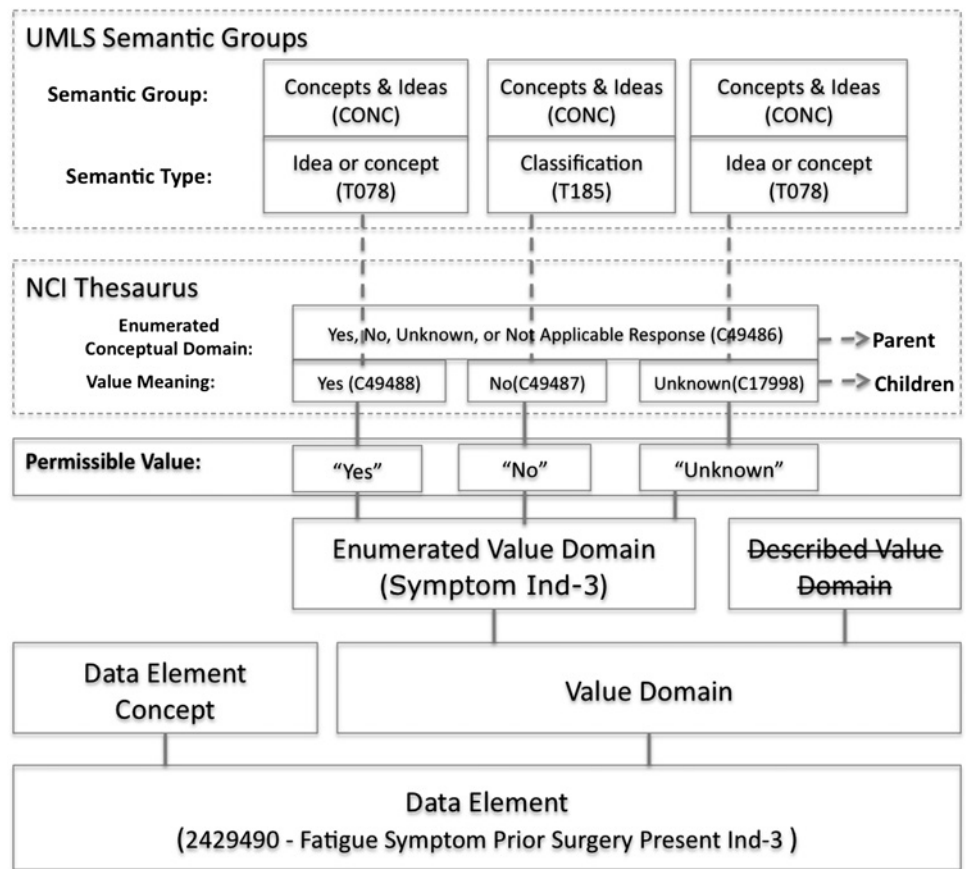 UMLS Semantic Groups
Semantic Group:
Concepts & Ideas
(CONC)
Concepts & Ideas
(CONC)
Concepts & Ideas
(CONC)
Semantic Type:
Idea or concept
(T078)
Classification
(T185)
Idea or concept
(T078)
NCI Thesaurus
Enumerated
Conceptual Domain:
Yes, No, Unknown, or Not Applicable Response (C49486)
Parent
Value Meaning:
Yes (C49488)
No(C49487)
Unknown(C17998)
Children
Permissible Value:
“Yes”
“No”
“Unknown”
Enumerated Value Domain
(Symptom Ind-3)
Described Value
Domain
Data Element
Concept
Value Domain
Data Element
(2429490 - Fatigue Symptom Prior Surgery Present Ind-3 )